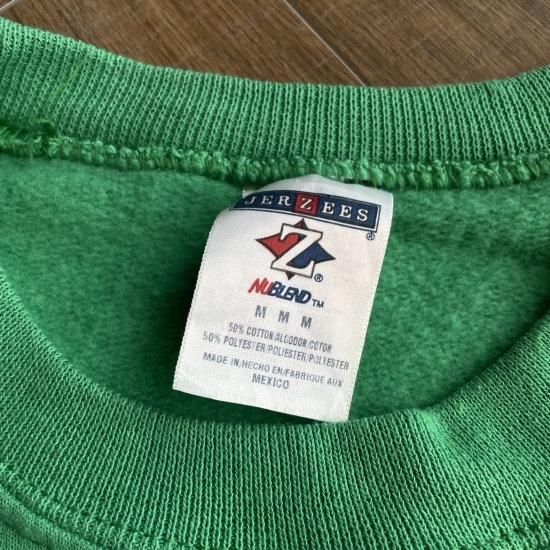 JERZEES
®
Z
®
NUBLEND™
M M M
50% COTTON/ALGODON/COTON
50% POLYESTER/POLIESTER/POLYESTER
MADE IN/HECHO EN/FABRIQUE AUX
MEXICO